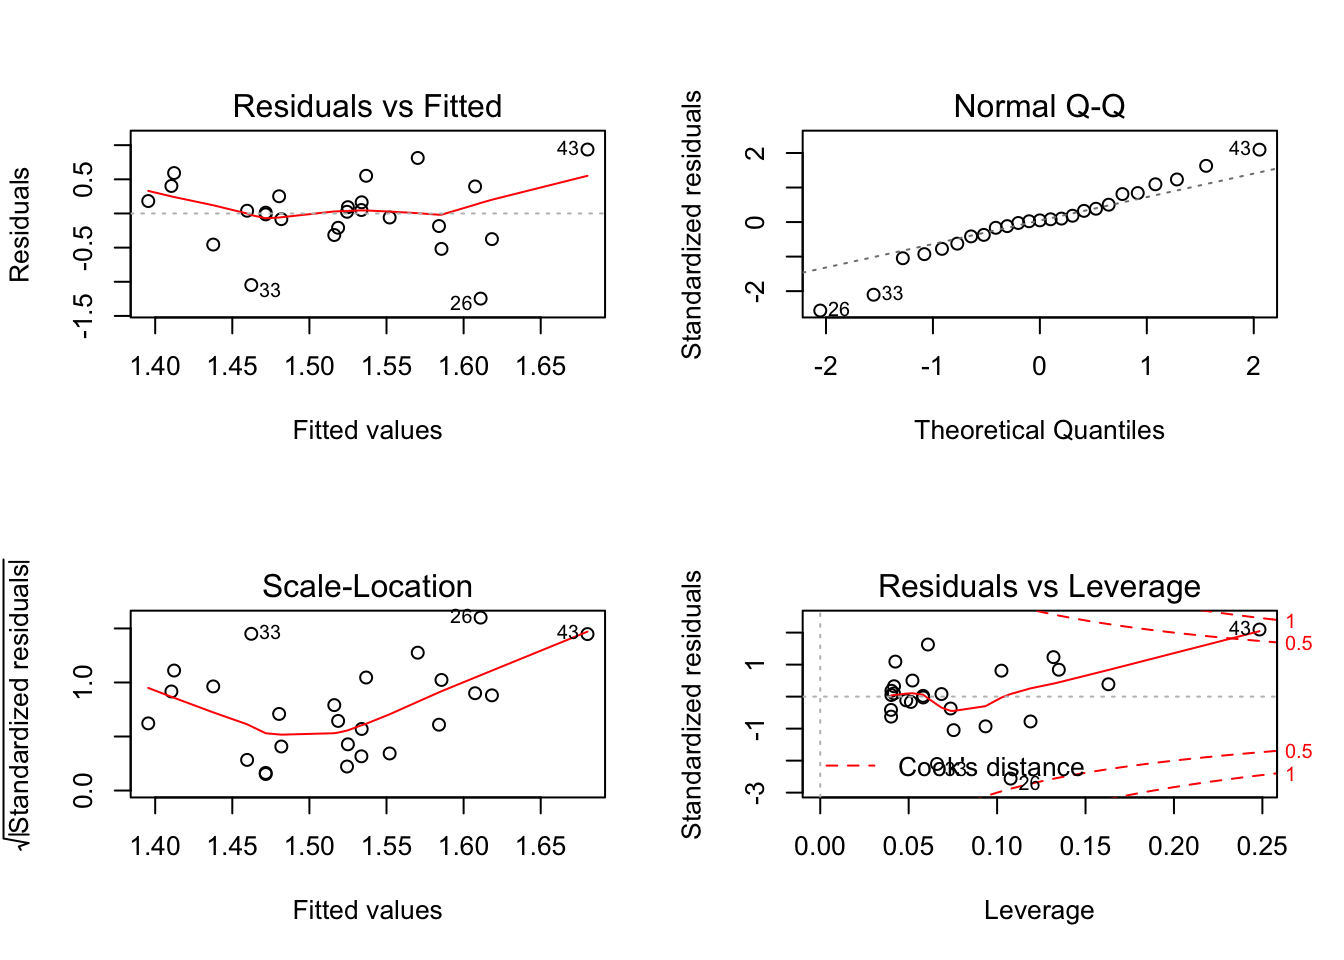 Residuals vs Fitted
Residuals
-1.5 -0.5 0.5
43
33
26
1.40 1.45 1.50 1.55 1.60 1.65
Fitted values
Normal Q-Q
Standardized residuals
-2 0 2
43
33
26
-2 -1 0 1 2
Theoretical Quantiles
Scale-Location
√|Standardized residuals|
0.0 1.0
26
33
43
1.40 1.45 1.50 1.55 1.60 1.65
Fitted values
Residuals vs Leverage
Standardized residuals
-3 -1 1
1
43
0.5
0.5
Cook's distance
33
1
26
0.00 0.05 0.10 0.15 0.20 0.25
Leverage